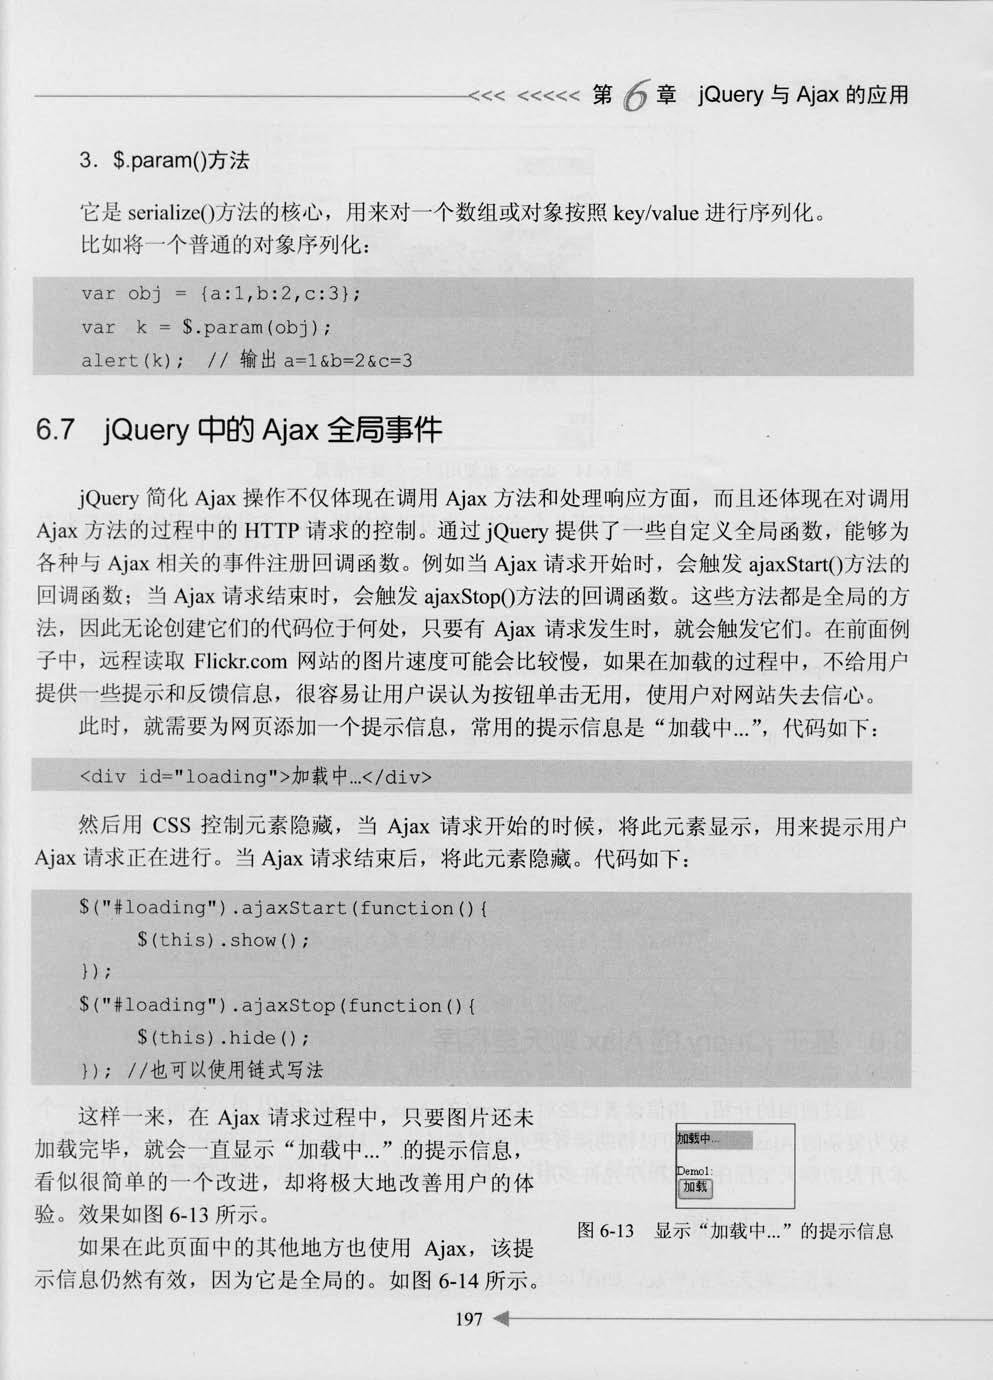 <<< <<<<< 第6章 jQuery 与 Ajax 的应用
3．$.param()方法
它是 serialize()方法的核心，用来对一个数组或对象按照 key/value 进行序列化。
比如将一个普通的对象序列化：
var obj = {a:1,b:2,c:3};
var  k = $.param(obj);
alert(k);  // 输出 a=1&b=2&c=3
6.7 jQuery 中的 Ajax 全局事件
jQuery 简化 Ajax 操作不仅体现在调用 Ajax 方法和处理响应方面，而且还体现在对调用
Ajax 方法的过程中的 HTTP 请求的控制。通过 jQuery 提供了一些自定义全局函数，能够为
各种与 Ajax 相关的事件注册回调函数。例如当 Ajax 请求开始时，会触发 ajaxStart()方法的
回调函数；当 Ajax 请求结束时，会触发 ajaxStop()方法的回调函数。这些方法都是全局的方
法，因此无论创建它们的代码位于何处，只要有 Ajax 请求发生时，就会触发它们。在前面例
子中，远程读取 Flickr.com 网站的图片速度可能会比较慢，如果在加载的过程中，不给用户
提供一些提示和反馈信息，很容易让用户误认为按钮单击无用，使用户对网站失去信心。
此时，就需要为网页添加一个提示信息，常用的提示信息是“加载中...”，代码如下：
<div id="loading">加载中...</div>
然后用 CSS 控制元素隐藏，当 Ajax 请求开始的时候，将此元素显示，用来提示用户
Ajax 请求正在进行。当 Ajax 请求结束后，将此元素隐藏。代码如下：
$("#loading").ajaxStart(function(){
$(this).show();
});
$("#loading").ajaxStop(function(){
$(this).hide();
}); //也可以使用链式写法
这样一来，在 Ajax 请求过程中，只要图片还未
加载完毕，就会一直显示“加载中...”的提示信息，
看似很简单的一个改进，却将极大地改善用户的体
验。效果如图 6-13 所示。
如果在此页面中的其他地方也使用 Ajax，该提
示信息仍然有效，因为它是全局的。如图 6-14 所示。
加载中...
Demo1:
加载
图 6-13 显示“加载中...”的提示信息
197